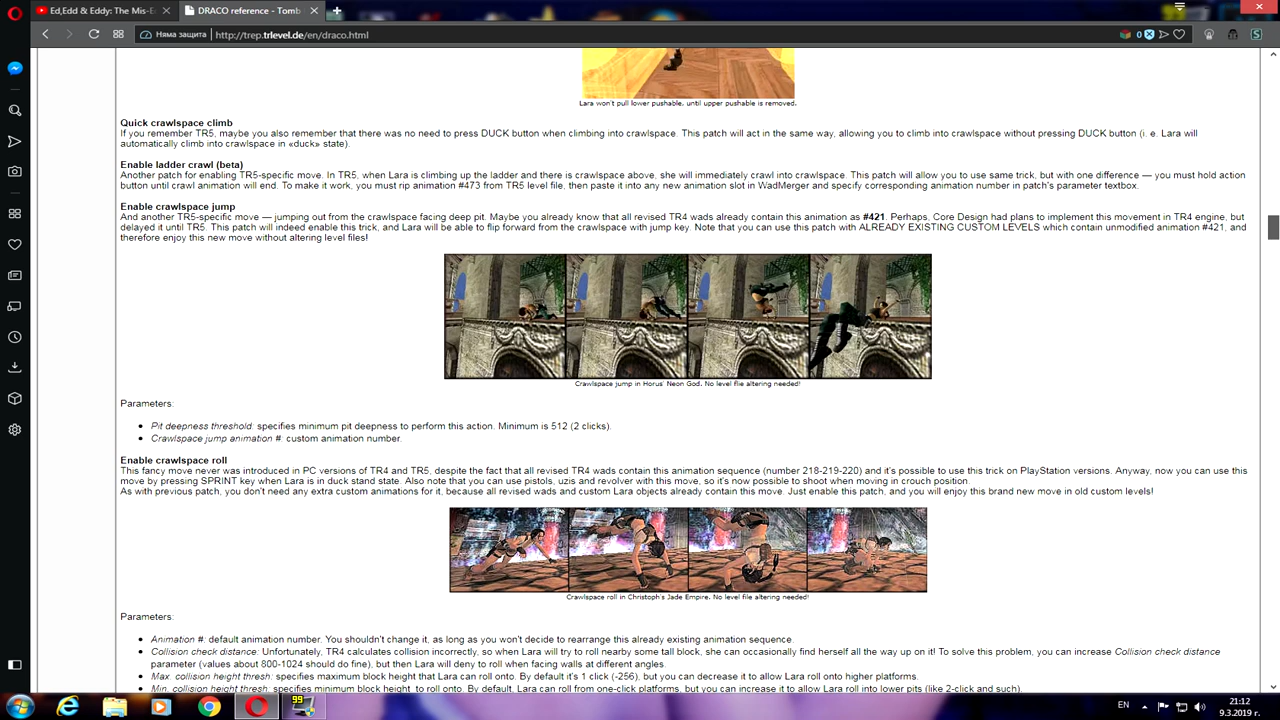 Ed,Edd & Eddy: The Mis-E
DRACO reference - Tomb
Няма защита
http://trep.trlevel.de/en/draco.html
0
Lara won't pull lower pushable, until upper pushable is removed.
Quick crawlspace climb
If you remember TR5, maybe you also remember that there was no need to press DUCK button when climbing into crawlspace. This patch will act in the same way, allowing you to climb into crawlspace without pressing DUCK button (i. e. Lara will
automatically climb into crawlspace in «duck» state).
Enable ladder crawl (beta)
Another patch for enabling TR5-specific move. In TR5, when Lara is climbing up the ladder and there is crawlspace above, she will immediately crawl into crawlspace. This patch will allow you to use same trick, but with one difference — you must hold action
button until crawl animation will end. To make it work, you must rip animation #473 from TR5 level file, then paste it into any new animation slot in WadMerger and specify corresponding animation number in patch's parameter textbox.
Enable crawlspace jump
And another TR5-specific move — jumping out from the crawlspace facing deep pit. Maybe you already know that all revised TR4 wads already contain this animation as #421. Perhaps, Core Design had plans to implement this movement in TR4 engine, but
delayed it until TR5. This patch will indeed enable this trick, and Lara will be able to flip forward from the crawlspace with jump key. Note that you can use this patch with ALREADY EXISTING CUSTOM LEVELS which contain unmodified animation #421, and
therefore enjoy this new move without altering level files!
Crawlspace jump in Horus' Neon God. No level flie altering needed!
Parameters:
• Pit deepness threshold: specifies minimum pit deepness to perform this action. Minimum is 512 (2 clicks).
• Crawlspace jump animation #: custom animation number.
Enable crawlspace roll
This fancy move never was introduced in PC versions of TR4 and TR5, despite the fact that all revised TR4 wads contain this animation sequence (number 218-219-220) and it's possible to use this trick on PlayStation versions. Anyway, now you can use this
move by pressing SPRINT key when Lara is in duck stand state. Also note that you can use pistols, uzis and revolver with this move, so it's now possible to shoot when moving in crouch position.
As with previous patch, you don't need any extra custom animations for it, because all revised wads and custom Lara objects already contain this move. Just enable this patch, and you will enjoy this brand new move in old custom levels!
Crawlspace roll in Christoph's Jade Empire. No level file altering needed!
Parameters:
• Animation #: default animation number. You shouldn't change it, as long as you won't decide to rearrange this already existing animation sequence.
• Collision check distance: Unfortunately, TR4 calculates collision incorrectly, so when Lara will try to roll nearby some tall block, she can occasionally find herself all the way up on it! To solve this problem, you can increase Collision check distance
parameter (values about 800-1024 should do fine), but then Lara will deny to roll when facing walls at different angles.
• Max. collision height thresh: specifies maximum block height that Lara can roll onto. By default it's 1 click (-256), but you can decrease it to allow Lara roll onto higher platforms.
• Min. collision height thresh: specifies minimum block height to roll onto. By default, Lara can roll from one-click platforms, but you can increase it to allow Lara roll into lower pits (like 2-click and such).
99
EN
21:12
9.3.2019 г.